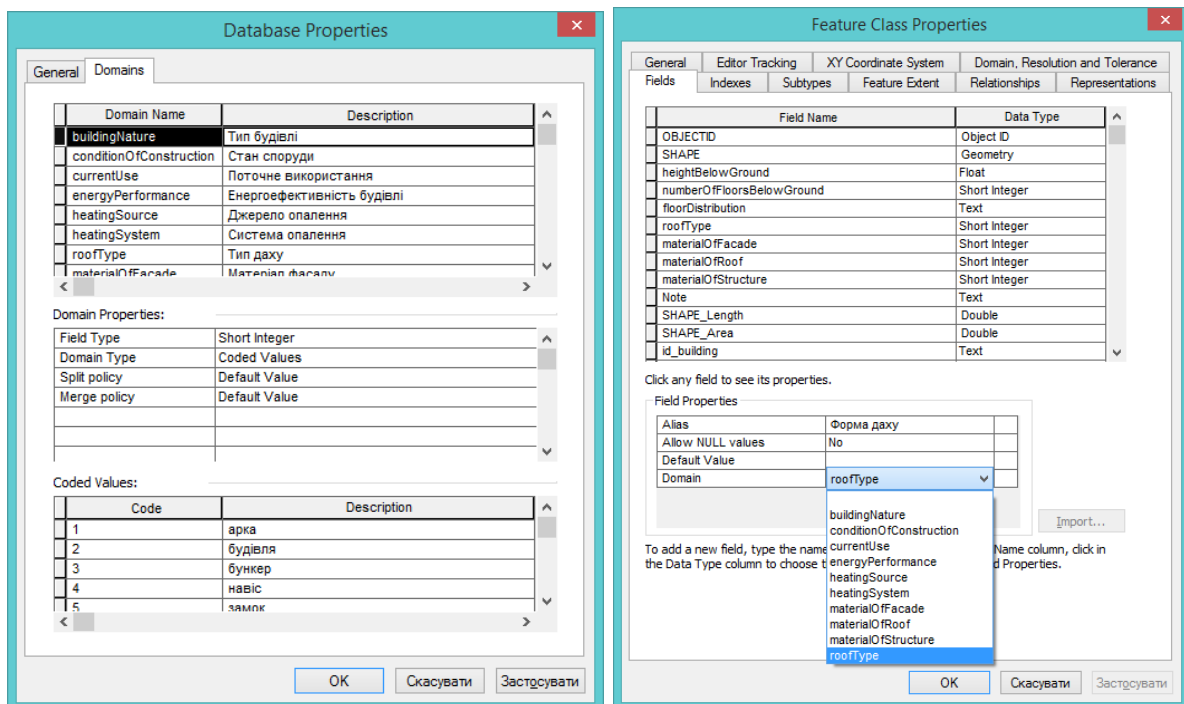 Database Properties
General Domains
Domain Name Description
buildingNature Тип будівлі
conditionOfConstruction Стан споруди
currentUse Поточне використання
energyPerformance Енергоефективність будівлі
heatingSource Джерело опалення
heatingSystem Система опалення
roofType Тип даху
materialOfFacade Матеріал фасаду
Domain Properties:
Field Type Short Integer
Domain Type Coded Values
Split policy Default Value
Merge policy Default Value
Coded Values:
Code Description
1 арка
2 будівля
3 бункер
4 навіс
5 замок
OK Скасувати Застосувати
Feature Class Properties
General Editor Tracking XY Coordinate System Domain, Resolution and Tolerance
Fields Indexes Subtypes Feature Extent Relationships Representations
Field Name Data Type
OBJECTID Object ID
SHAPE Geometry
heightBelowGround Float
numberOfFloorsBelowGround Short Integer
floorDistribution Text
roofType Short Integer
materialOfFacade Short Integer
materialOfRoof Short Integer
materialOfStructure Short Integer
Note Text
SHAPE_Length Double
SHAPE_Area Double
id_building Text
Click any field to see its properties.
Field Properties
Alias Форма даху
Allow NULL values No
Default Value
Domain roofType
buildingNature
conditionOfConstruction
currentUse
energyPerformance
heatingSource
heatingSystem
materialOfFacade
materialOfRoof
materialOfStructure
roofType
Import...
To add a new field, type the name Name column, click in
the Data Type column to choose d Properties.
OK Скасувати Застосувати